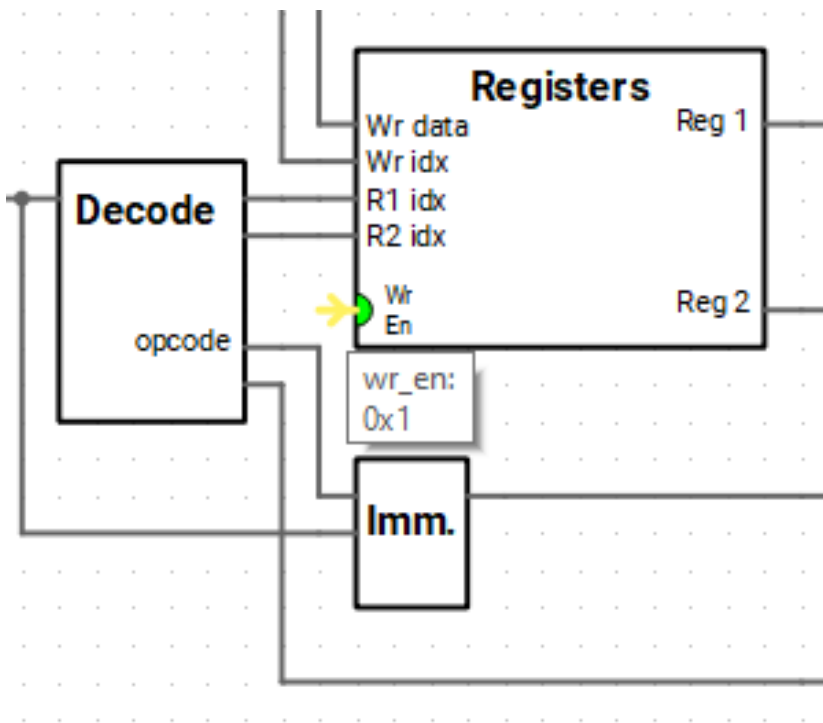 Registers
Wr data
Reg 1
Wr idx
R1 idx
R2 idx
Wr
En
Reg 2
Decode
opcode
wr_en:
0x1
Imm.